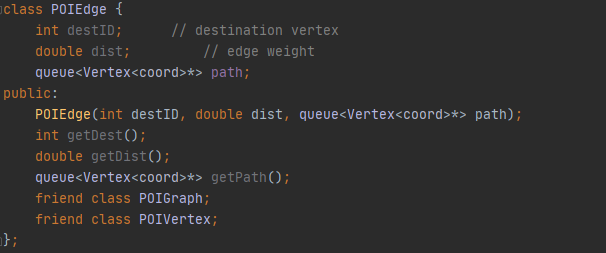 class POIEdge {
    int destID;      // destination vertex
    double dist;         // edge weight
    queue<Vertex<coord>*> path;
public:
    POIEdge(int destID, double dist, queue<Vertex<coord>*> path);
    int getDest();
    double getDist();
    queue<Vertex<coord>*> getPath();
    friend class POIGraph;
    friend class POIVertex;
};